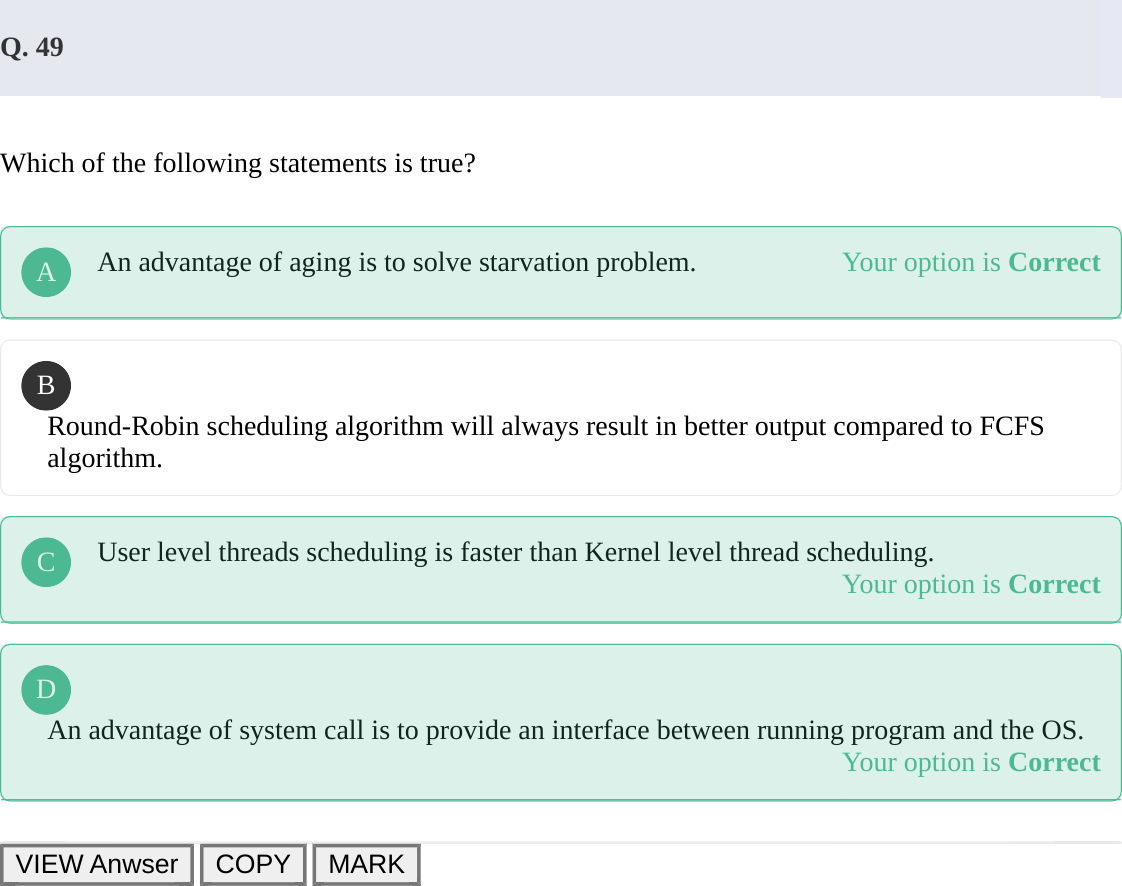 Q. 49
Which of the following statements is true?
A An advantage of aging is to solve starvation problem. Your option is Correct
B
Round-Robin scheduling algorithm will always result in better output compared to FCFS
algorithm.
C User level threads scheduling is faster than Kernel level thread scheduling.
Your option is Correct
D
An advantage of system call is to provide an interface between running program and the OS.
Your option is Correct
VIEW Anwser COPY MARK